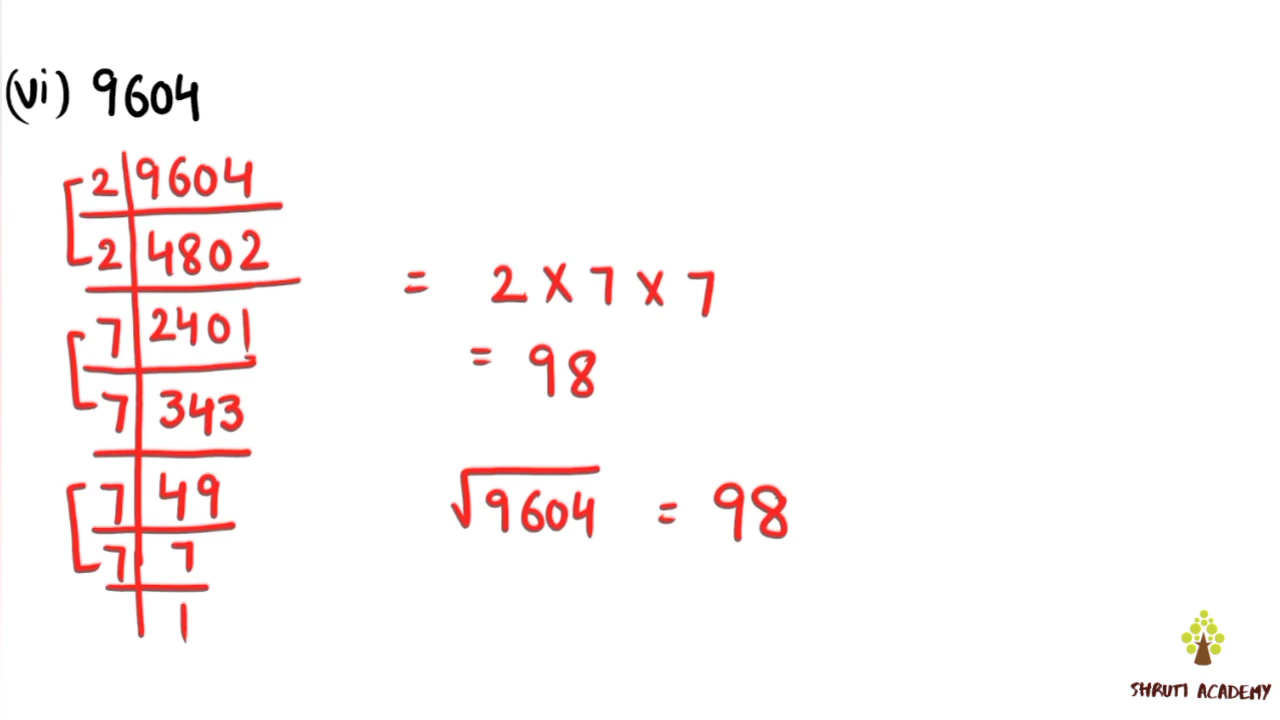 (vi) 9604
2 9604
2 4802
7 2401
7 343
7 49
7 7
1
= 2 × 7 × 7
= 98
√9604 = 98
SHRUTI ACADEMY